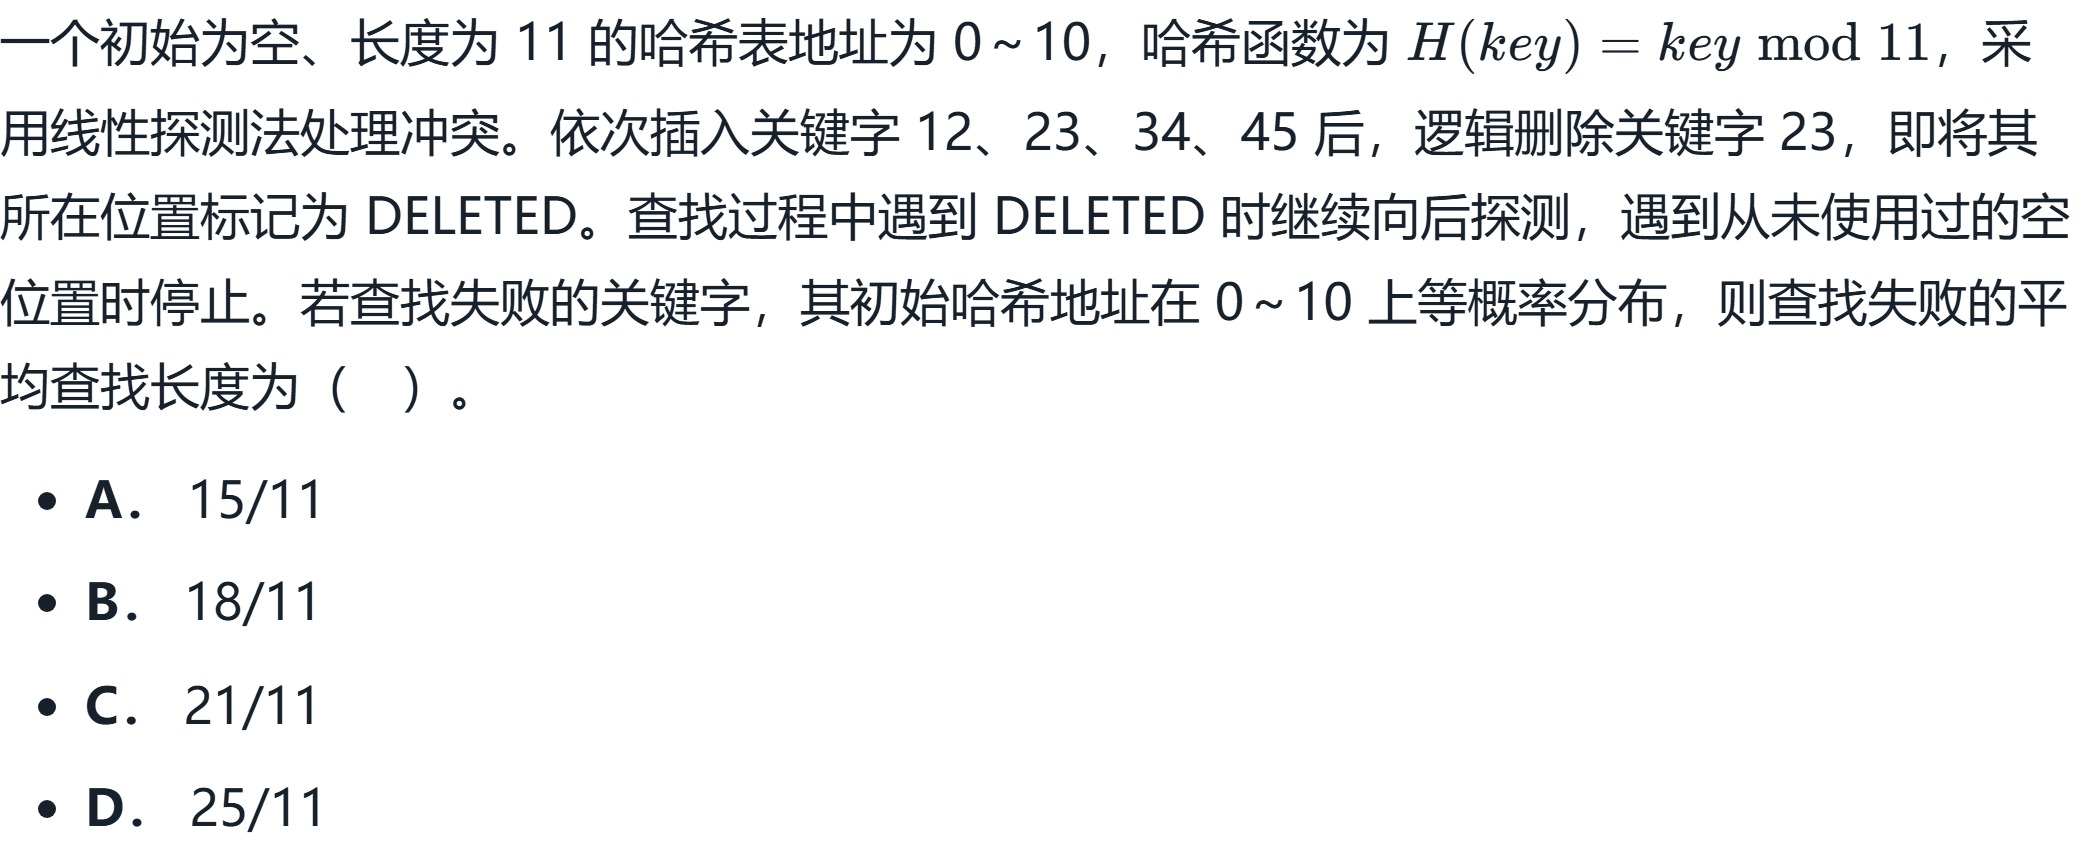 一个初始为空、长度为 11 的哈希表地址为 0 ~ 10，哈希函数为 H(key) = key mod 11，采
用线性探测法处理冲突。依次插入关键字 12、23、34、45 后，逻辑删除关键字 23，即将其
所在位置标记为 DELETED。查找过程中遇到 DELETED 时继续向后探测，遇到从未使用过的空
位置时停止。若查找失败的关键字，其初始哈希地址在 0 ~ 10 上等概率分布，则查找失败的平
均查找长度为（ ）。
• A. 15/11
• B. 18/11
• C. 21/11
• D. 25/11